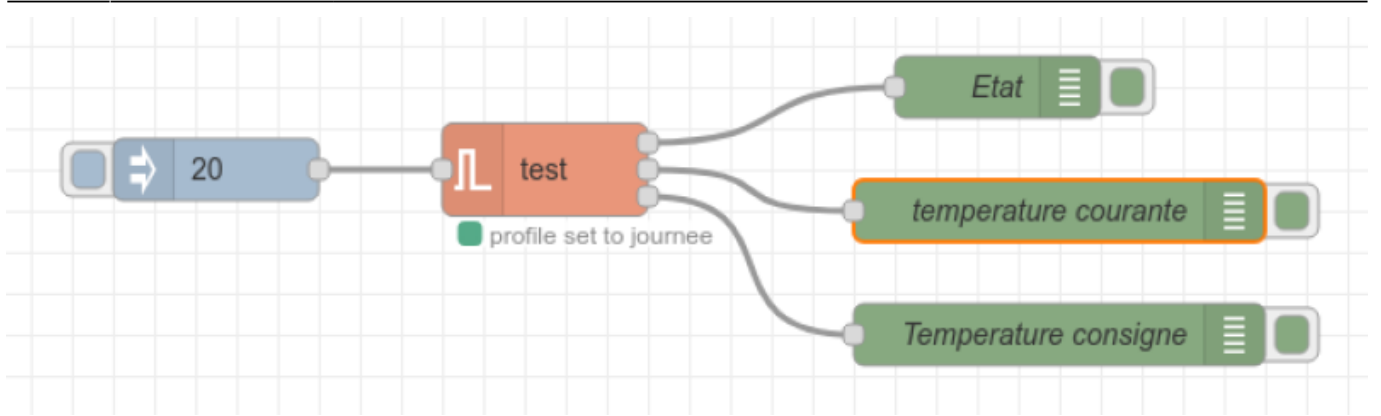 Etat
20
test
temperature courante
profile set to journee
Temperature consigne